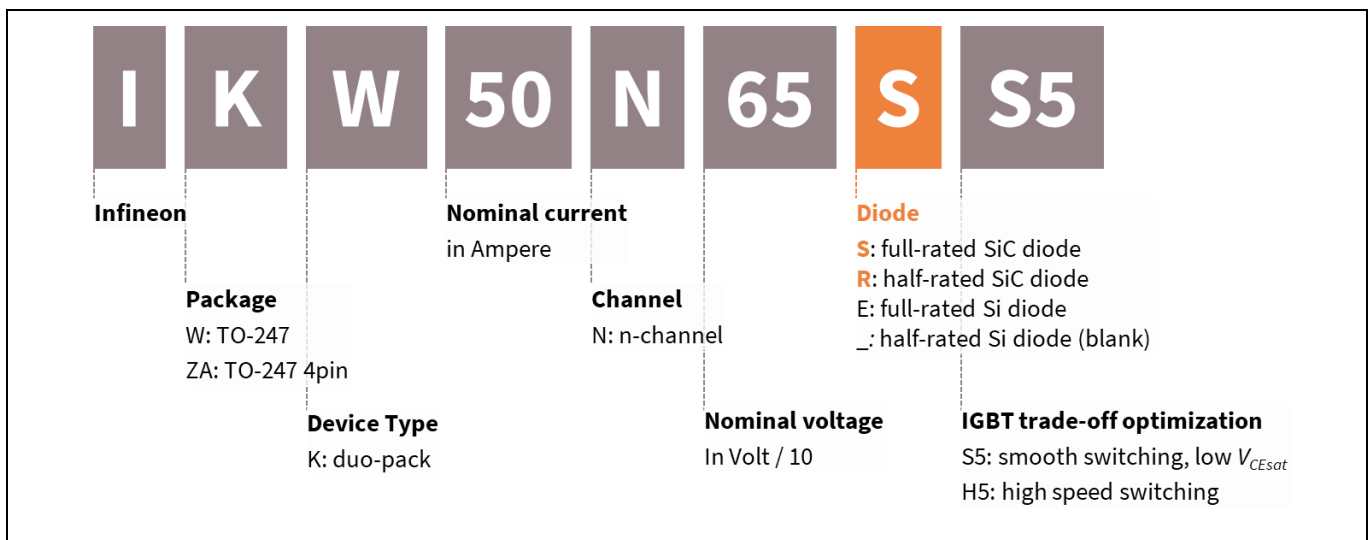 I K W 50 N 65 S S5
Infineon
Package
W: TO-247
ZA: TO-247 4pin
Device Type
K: duo-pack
Nominal current
in Ampere
Channel
N: n-channel
Nominal voltage
In Volt / 10
Diode
S: full-rated SiC diode
R: half-rated SiC diode
E: full-rated Si diode
_: half-rated Si diode (blank)
IGBT trade-off optimization
S5: smooth switching, low VCEsat
H5: high speed switching